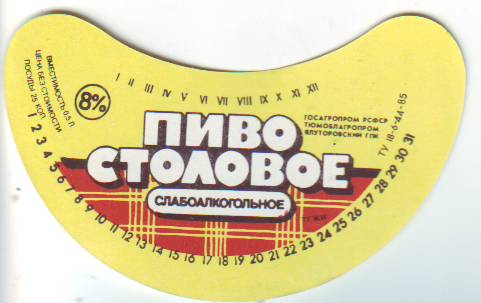 ВМЕСТИМОСТЬ 0,5 Л
ЦЕНА БЕЗ СТОИМОСТИ
ПОСУДЫ 25 КОП.
8%
I II III IV V VI VII VIII IX X XI XII
ПИВО
СТОЛОВОЕ
СЛАБОАЛКОГОЛЬНОЕ
ГОСАГРОПРОМ РСФСР
ТЮМОБЛАГРОПРОМ
ЯЛУТОРОВСКИЙ ГПК
ТУ 18-6-44-85
1 2 3 4 5 6 7 8 9 10 11 12 13 14 15 16 17 18 19 20 21 22 23 24 25 26 27 28 29 30 31